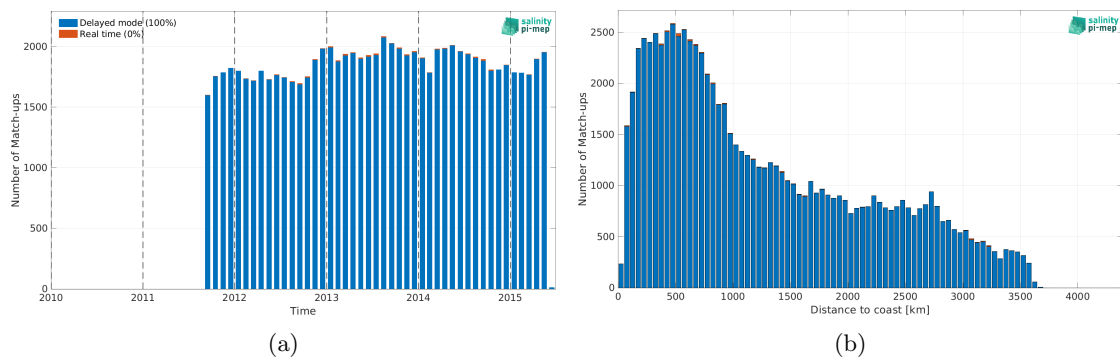 Delayed mode (100%)
Real time (0%)
salinity
pi-mep
2000
1500
1000
500
0
Number of Match-ups
2010
2011
2012
2013
2014
2015
Time
(a)
salinity
pi-mep
2500
2000
1500
1000
500
0
Number of Match-ups
0
500
1000
1500
2000
2500
3000
3500
4000
Distance to coast [km]
(b)